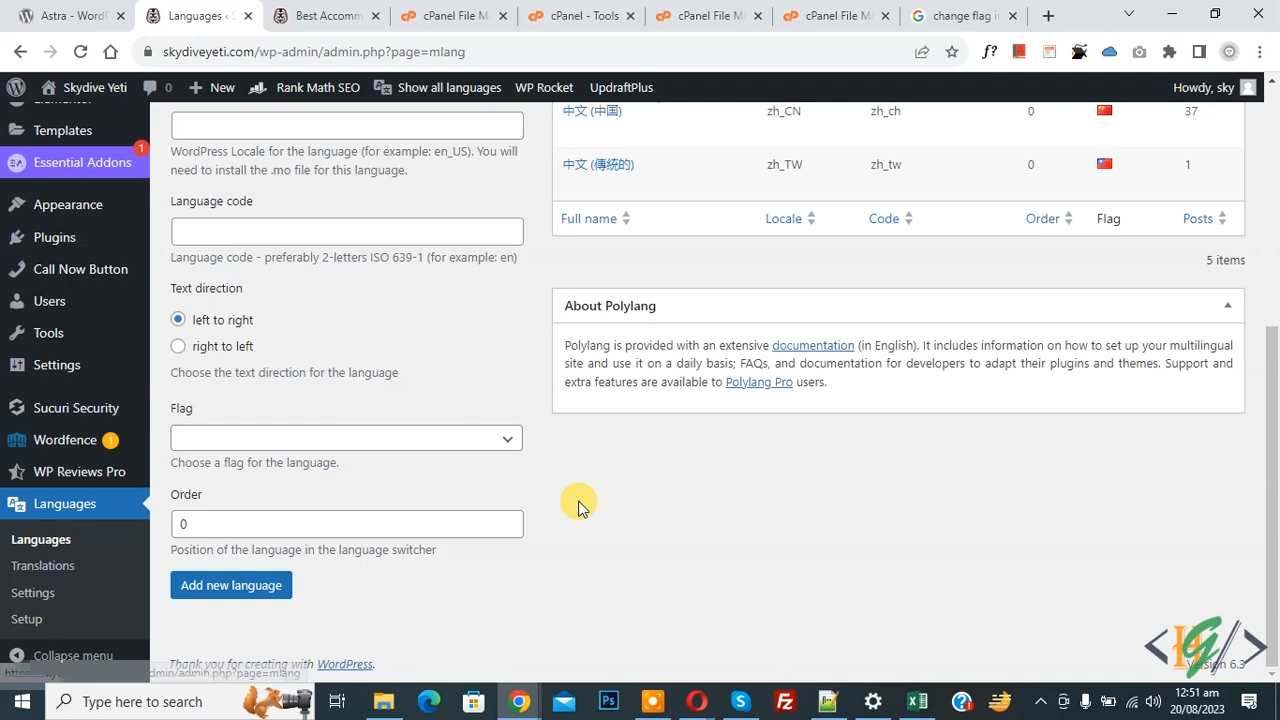 Astra - WordP
Languages ‹ S
Best Accomm
cPanel File Ma
cPanel - Tools
cPanel File Ma
cPanel File Ma
change flag in
skydiveyeti.com/wp-admin/admin.php?page=mlang
Skydive Yeti
0
New
Rank Math SEO
Show all languages
WP Rocket
UpdraftPlus
Howdy, sky
Templates
Essential Addons
1
Appearance
Plugins
Call Now Button
Users
Tools
Settings
Sucuri Security
Wordfence 1
WP Reviews Pro
Languages
Languages
Translations
Settings
Setup
Collapse menu
WordPress Locale for the language (for example: en_US). You will
need to install the .mo file for this language.
Language code
Language code - preferably 2-letters ISO 639-1 (for example: en)
Text direction
left to right
right to left
Choose the text direction for the language
Flag
Choose a flag for the language.
Order
0
Position of the language in the language switcher
Add new language
Thank you for creating with WordPress.
中文 (中国) zh_CN zh_ch 0 37
中文 (傳統的) zh_TW zh_tw 0 1
Full name Locale Code Order Flag Posts
5 items
About Polylang
Polylang is provided with an extensive documentation (in English). It includes information on how to set up your multilingual
site and use it on a daily basis; FAQs, and documentation for developers to adapt their plugins and themes. Support and
extra features are available to Polylang Pro users.
Version 6.3
Type here to search
12:51 am
20/08/2023